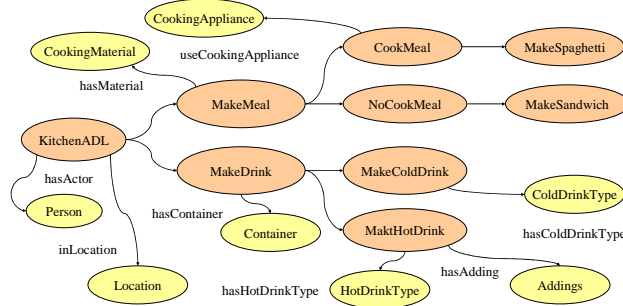 CookingAppliance
CookingMaterial
useCookingAppliance
CookMeal
MakeSpaghetti
hasMaterial
MakeMeal
NoCookMeal
MakeSandwich
KitchenADL
MakeDrink
MakeColdDrink
hasActor
ColdDrinkType
Person
hasContainer
Container
MaktHotDrink
hasColdDrinkType
inLocation
hasAdding
Location
hasHotDrinkType
HotDrinkType
Addings